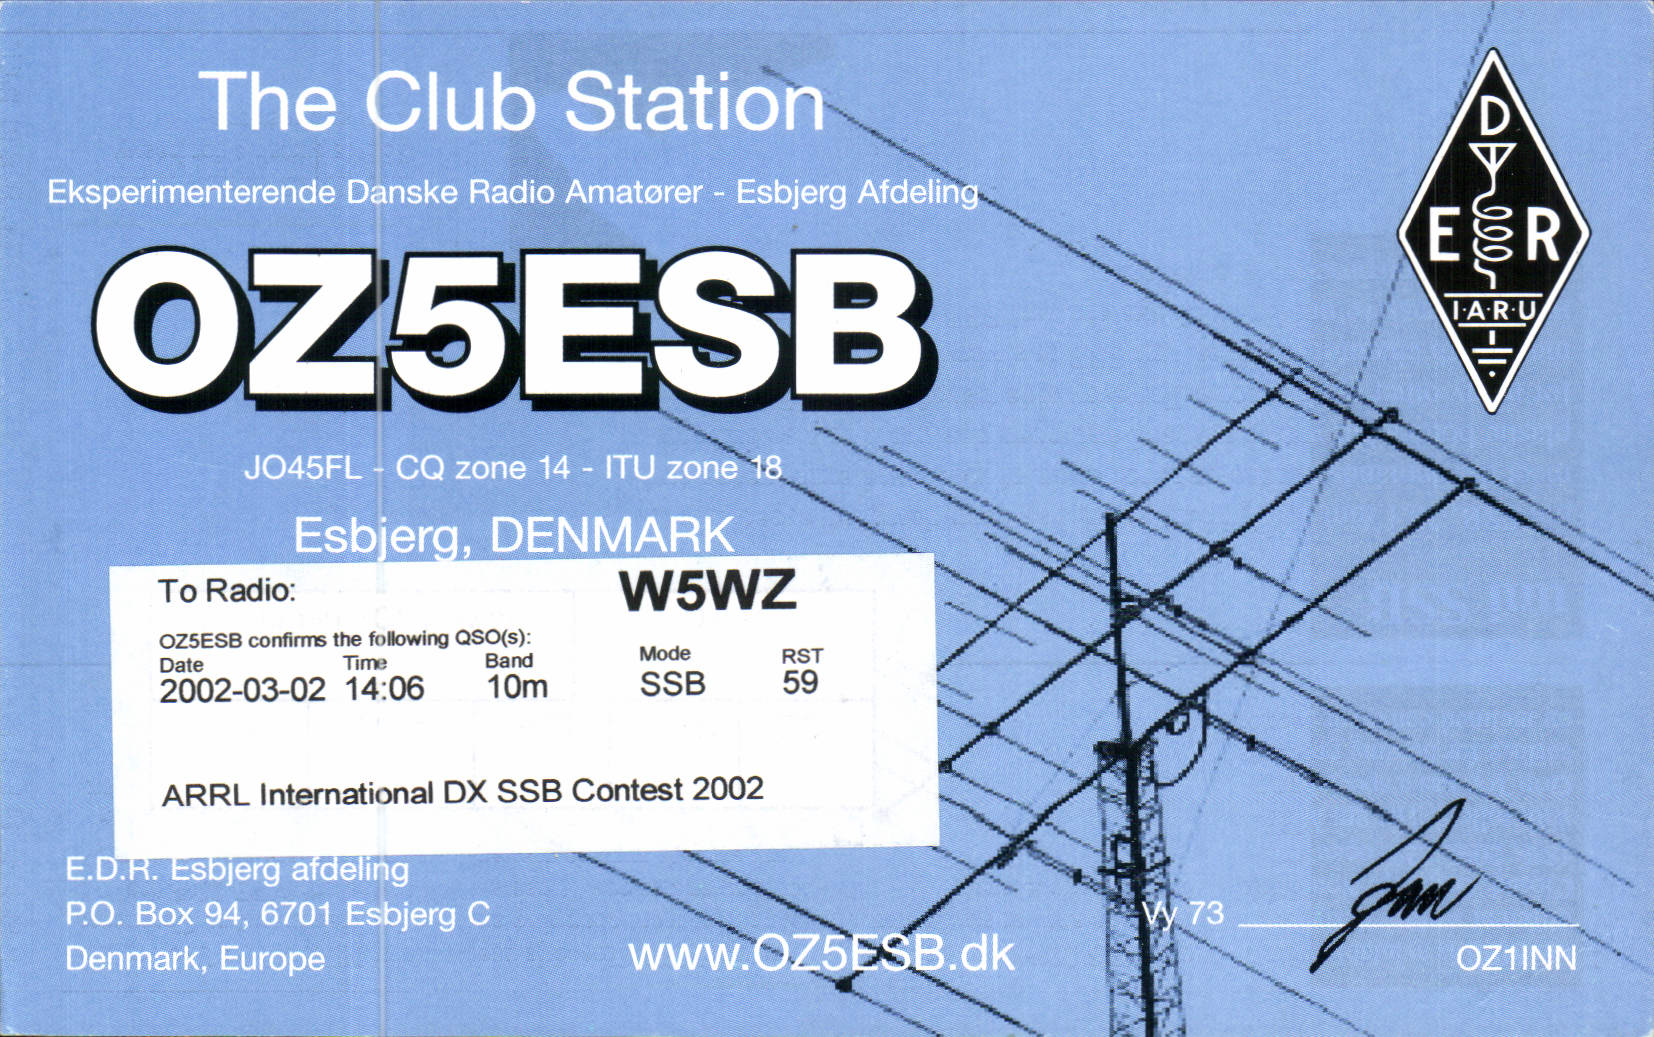 The Club Station
Eksperimenterende Danske Radio Amatører - Esbjerg Afdeling
OZ5ESB
D
E R
I·A·R·U
JO45FL - CQ zone 14 - ITU zone 18
Esbjerg, DENMARK
To Radio: W5WZ
OZ5ESB confirms the following QSO(s):
Date Time Band Mode RST
2002-03-02 14:06 10m SSB 59
ARRL International DX SSB Contest 2002
E.D.R. Esbjerg afdeling
P.O. Box 94, 6701 Esbjerg C
Denmark, Europe
www.OZ5ESB.dk
Vy 73
OZ1INN